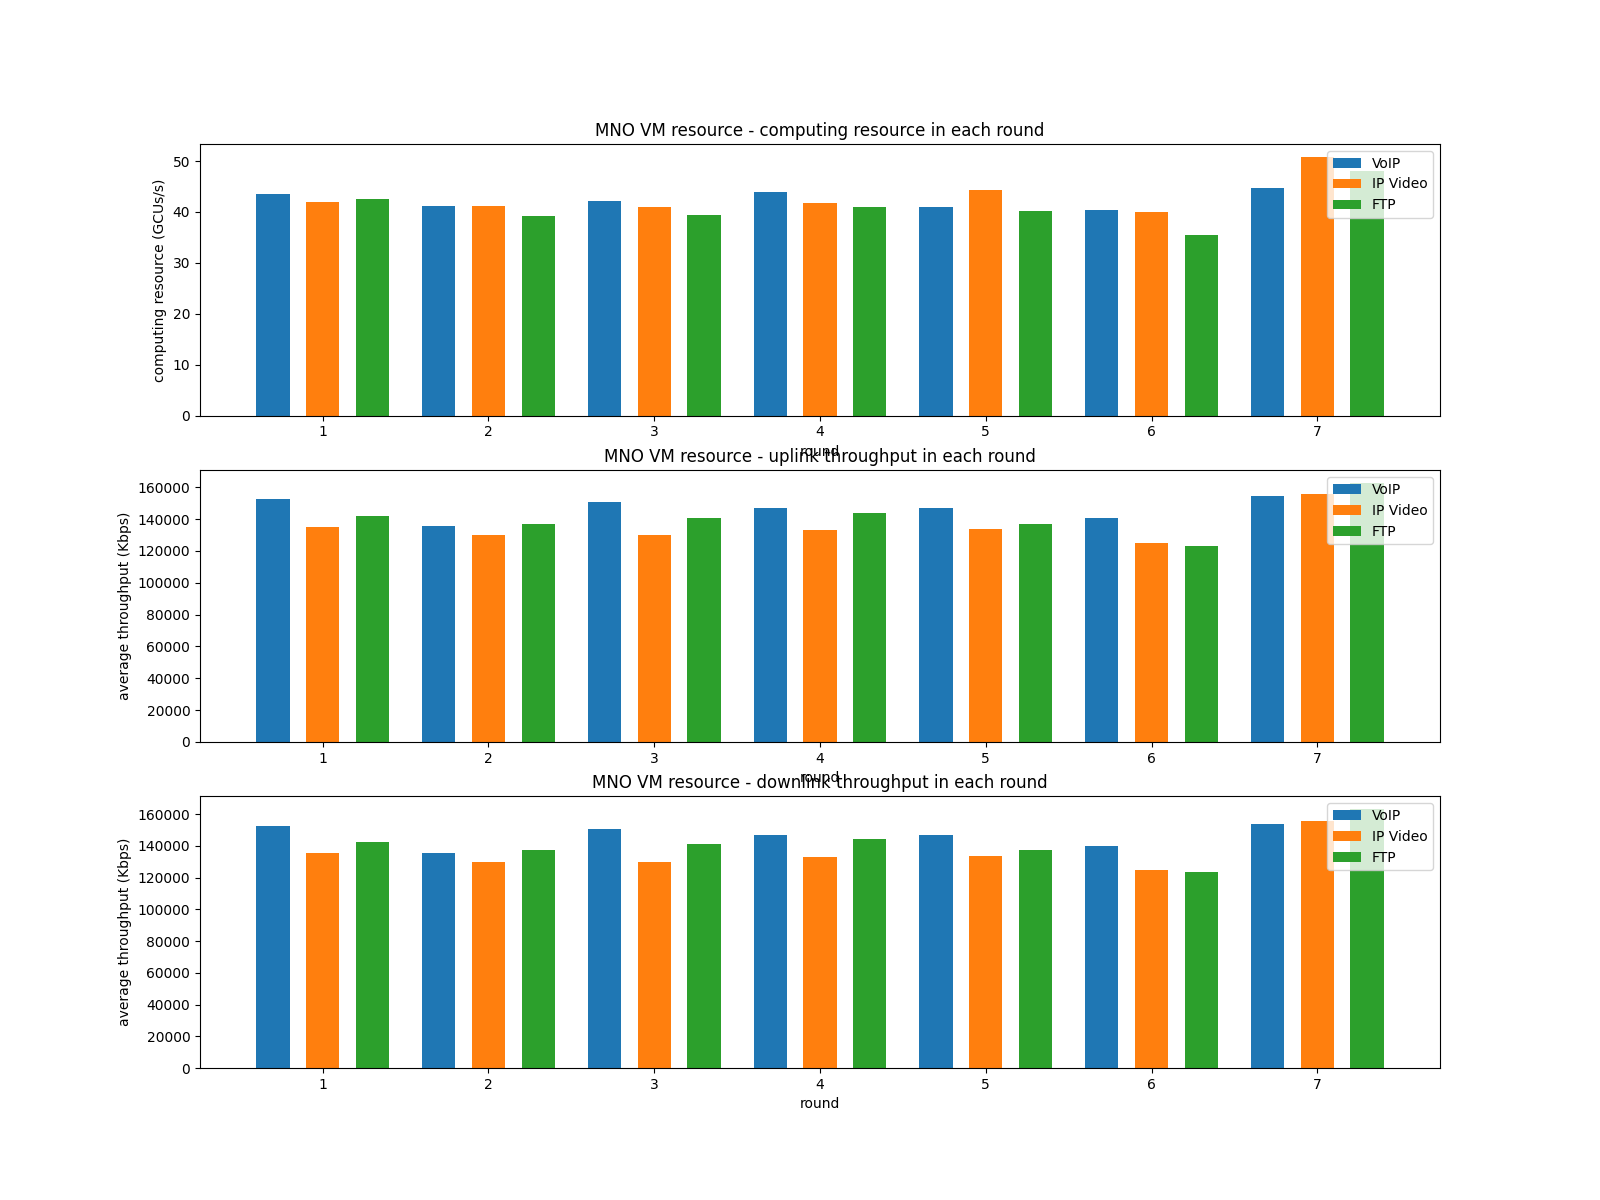 MNO VM resource - computing resource in each round
computing resource (GCUs/s)
50
40
30
20
10
0
VoIP
IP Video
FTP
1 2 3 4 5 6 7
round
MNO VM resource - uplink throughput in each round
average throughput (Kbps)
160000
140000
120000
100000
80000
60000
40000
20000
0
VoIP
IP Video
FTP
1 2 3 4 5 6 7
round
MNO VM resource - downlink throughput in each round
average throughput (Kbps)
160000
140000
120000
100000
80000
60000
40000
20000
0
VoIP
IP Video
FTP
1 2 3 4 5 6 7
round